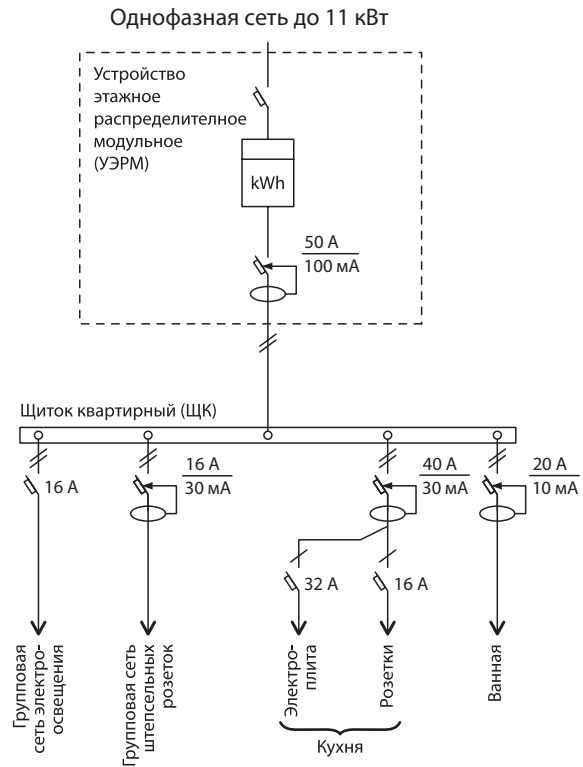 Однофазная сеть до 11 кВт
Устройство
этажное
распределителное
модульное
(УЭРМ)
kWh
50 А
100 мА
Щиток квартирный (ЩК)
16 А
16 А
30 мА
40 А
30 мА
20 А
10 мА
32 А
16 А
Групповая
сеть электро-
освещения
Групповая сеть
штепсельных
розеток
Электро-
плита
Розетки
Ванная
Кухня